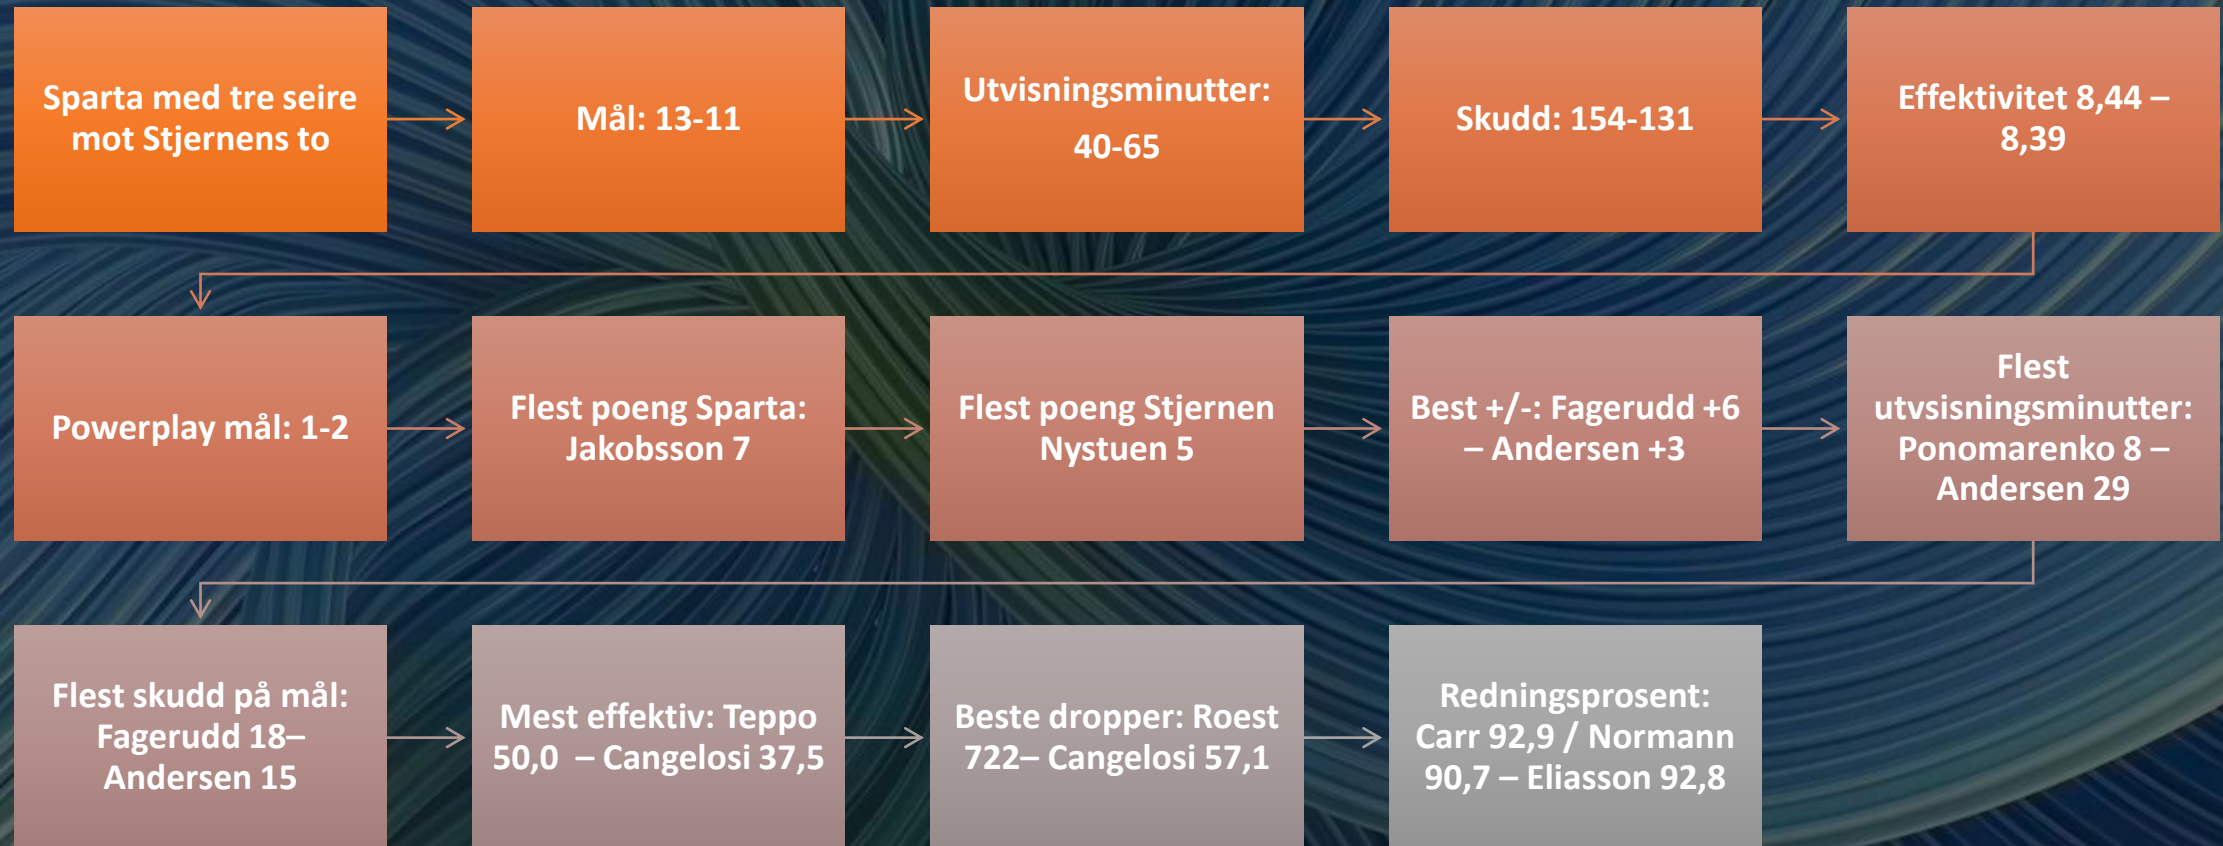 Sparta med tre seire
mot Stjernens to
Mål: 13-11
Utvisningsminutter:
40-65
Skudd: 154-131
Effektivitet 8,44 –
8,39
Powerplay mål: 1-2
Flest poeng Sparta:
Jakobsson 7
Flest poeng Stjernen
Nystuen 5
Best +/-: Fagerudd +6
– Andersen +3
Flest
utvsisningsminutter:
Ponomarenko 8 –
Andersen 29
Flest skudd på mål:
Fagerudd 18–
Andersen 15
Mest effektiv: Teppo
50,0 – Cangelosi 37,5
Beste dropper: Roest
722– Cangelosi 57,1
Redningsprosent:
Carr 92,9 / Normann
90,7 – Eliasson 92,8